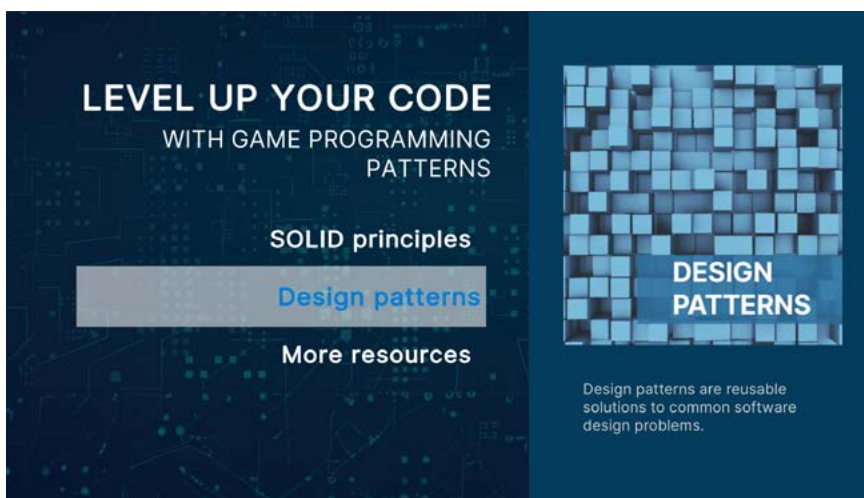 LEVEL UP YOUR CODE
WITH GAME PROGRAMMING
PATTERNS
SOLID principles
Design patterns
More resources
DESIGN
PATTERNS
Design patterns are reusable
solutions to common software
design problems.